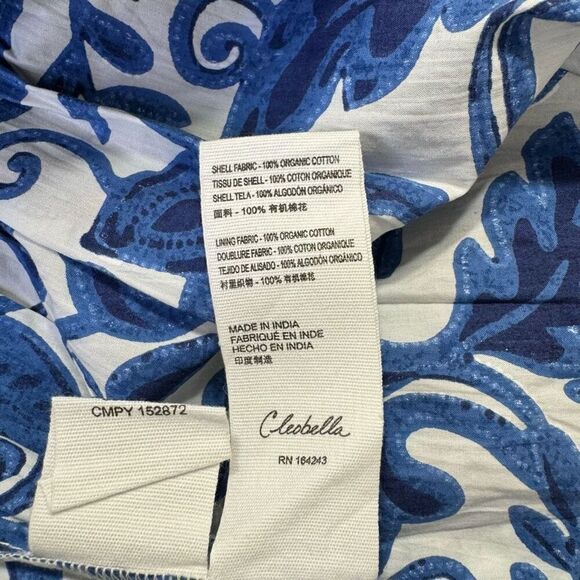 SHELL FABRIC - 100% ORGANIC COTTON
TISSU DE SHELL - 100% COTON ORGANIQUE
SHELL TELA - 100% ALGODÓN ORGÁNICO
面料 - 100% 有机棉花
LINING FABRIC - 100% ORGANIC COTTON
DOUBLURE FABRIC - 100% COTON ORGANIQUE
TEJIDO DE ALISADO - 100% ALGODÓN ORGÁNICO
衬里织物 - 100% 有机棉花
MADE IN INDIA
FABRIQUÉ EN INDE
HECHO EN INDIA
印度制造
Cleobella
RN 164243
CMPY 152872